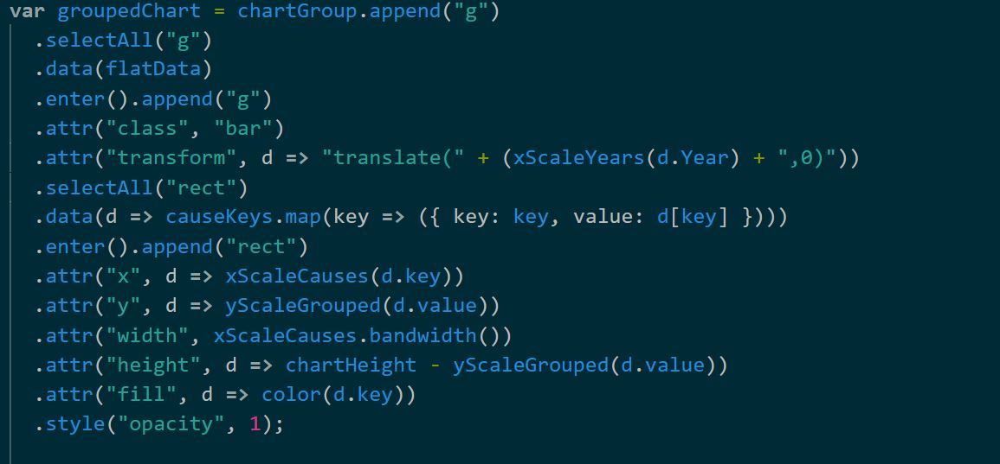 var groupedChart = chartGroup.append("g")
.selectAll("g")
.data(flatData)
.enter().append("g")
.attr("class", "bar")
.attr("transform", d => "translate(" + (xScaleYears(d.Year) + ",0)"))
.selectAll("rect")
.data(d => causeKeys.map(key => ({ key: key, value: d[key] })))
.enter().append("rect")
.attr("x", d => xScaleCauses(d.key))
.attr("y", d => yScaleGrouped(d.value))
.attr("width", xScaleCauses.bandwidth())
.attr("height", d => chartHeight - yScaleGrouped(d.value))
.attr("fill", d => color(d.key))
.style("opacity", 1);